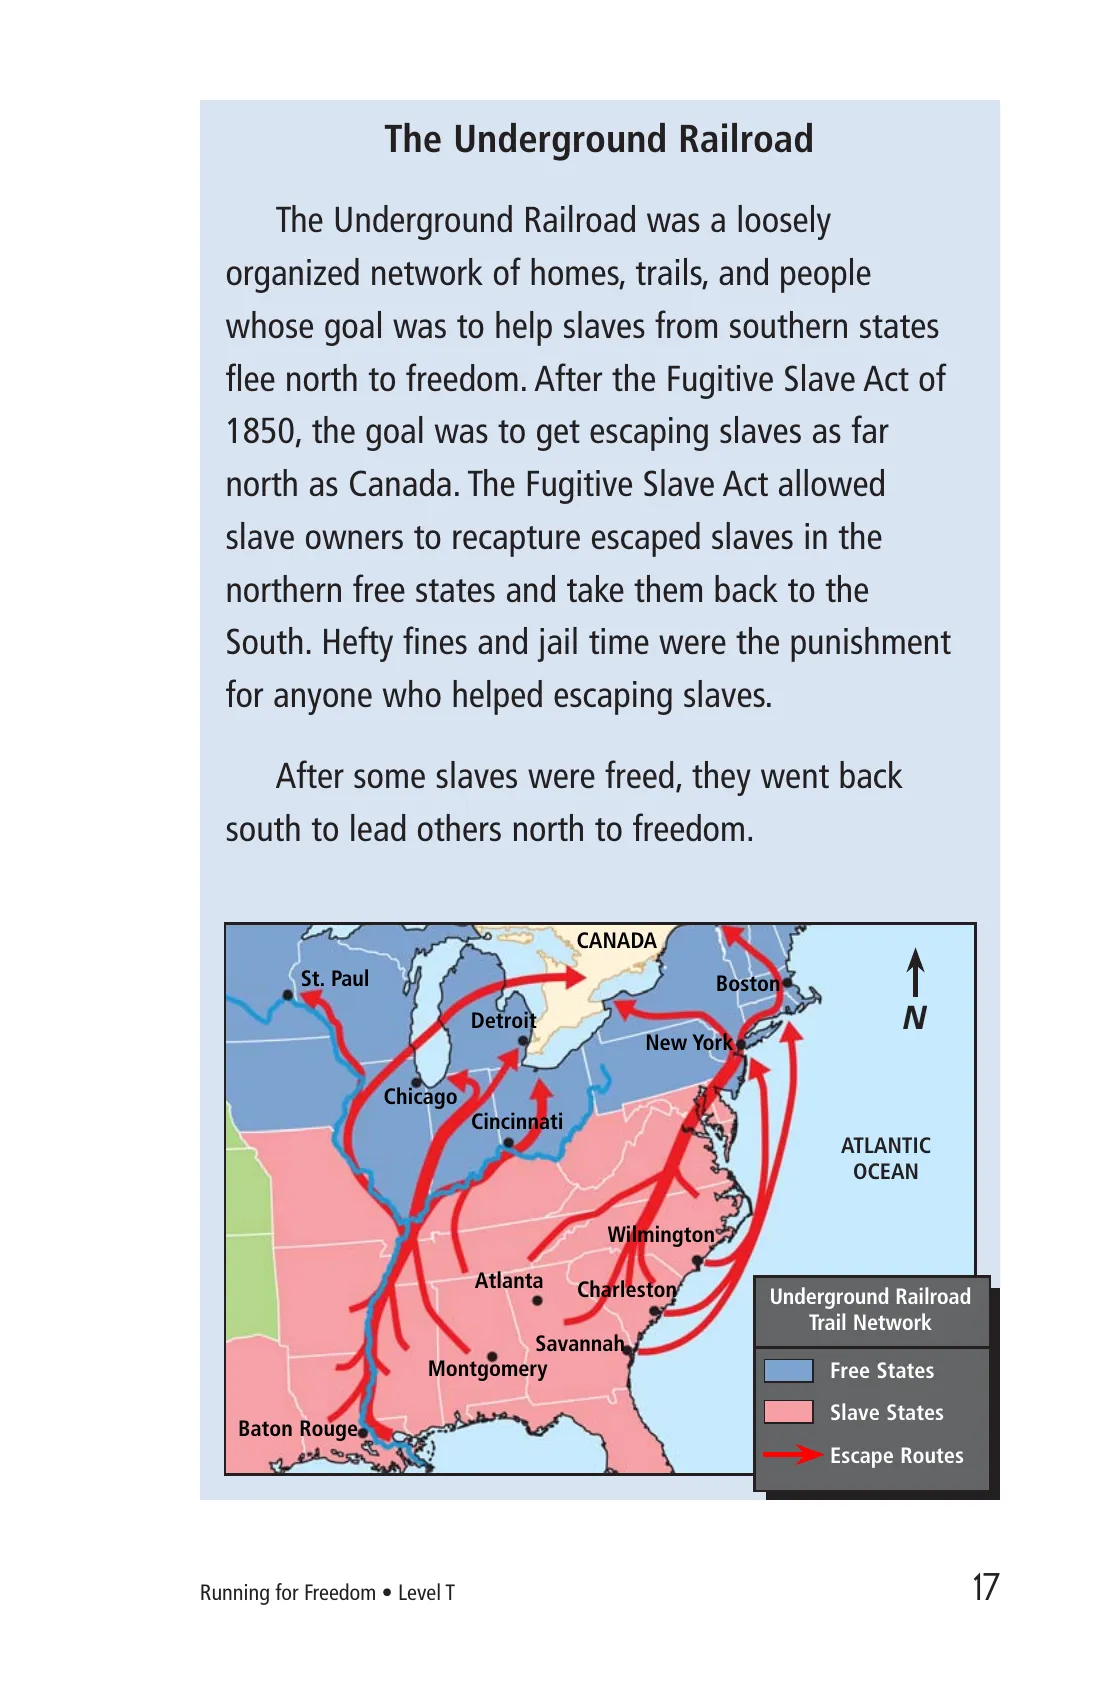 The Underground Railroad
The Underground Railroad was a loosely
organized network of homes, trails, and people
whose goal was to help slaves from southern states
flee north to freedom. After the Fugitive Slave Act of
1850, the goal was to get escaping slaves as far
north as Canada. The Fugitive Slave Act allowed
slave owners to recapture escaped slaves in the
northern free states and take them back to the
South. Hefty fines and jail time were the punishment
for anyone who helped escaping slaves.
After some slaves were freed, they went back
south to lead others north to freedom.
CANADA
St. Paul
Boston
N
Detroit
New York
Chicago
Cincinnati
ATLANTIC
OCEAN
Wilmington
Atlanta
Charleston
Savannah
Montgomery
Baton Rouge
Underground Railroad
Trail Network
Free States
Slave States
Escape Routes
Running for Freedom • Level T
17